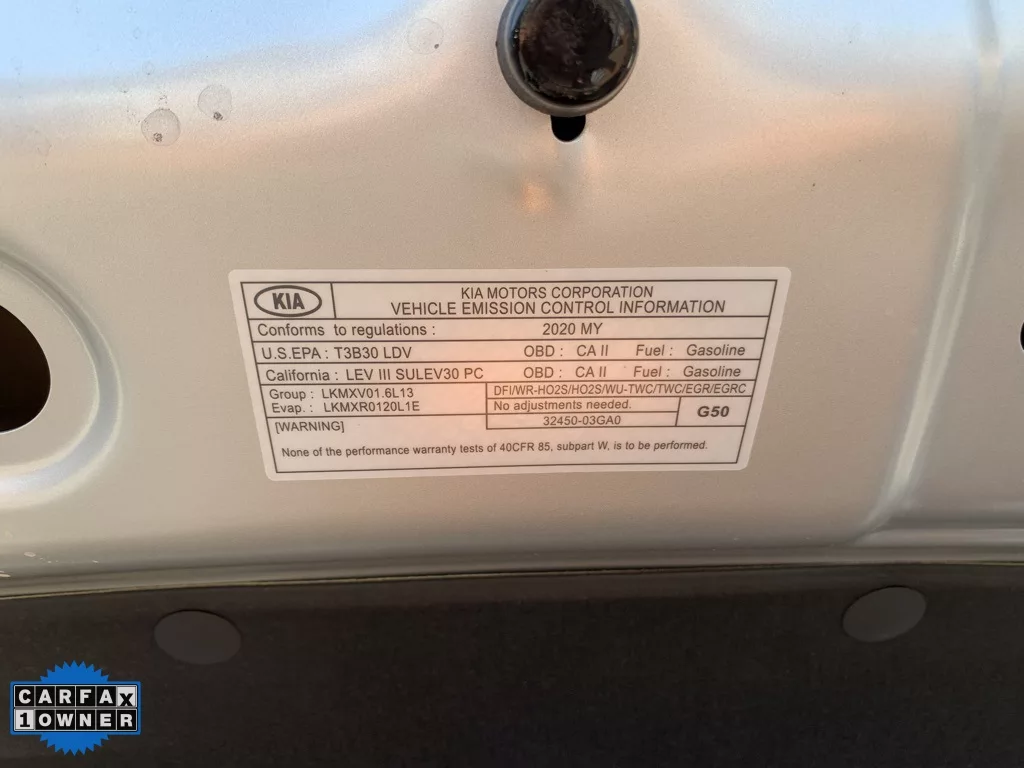 KIA
KIA MOTORS CORPORATION
VEHICLE EMISSION CONTROL INFORMATION
Conforms to regulations : 2020 MY
U.S.EPA : T3B30 LDV OBD : CA II Fuel : Gasoline
California : LEV III SULEV30 PC OBD : CA II Fuel : Gasoline
Group : LKMXV01.6L13
Evap. : LKMXR0120L1E
DFI/WR-HO2S/HO2S/WU-TWC/TWC/EGR/EGRC
No adjustments needed.
32450-03GA0
G50
[WARNING]
None of the performance warranty tests of 40CFR 85, subpart W, is to be performed.
CARFAX
1 OWNER